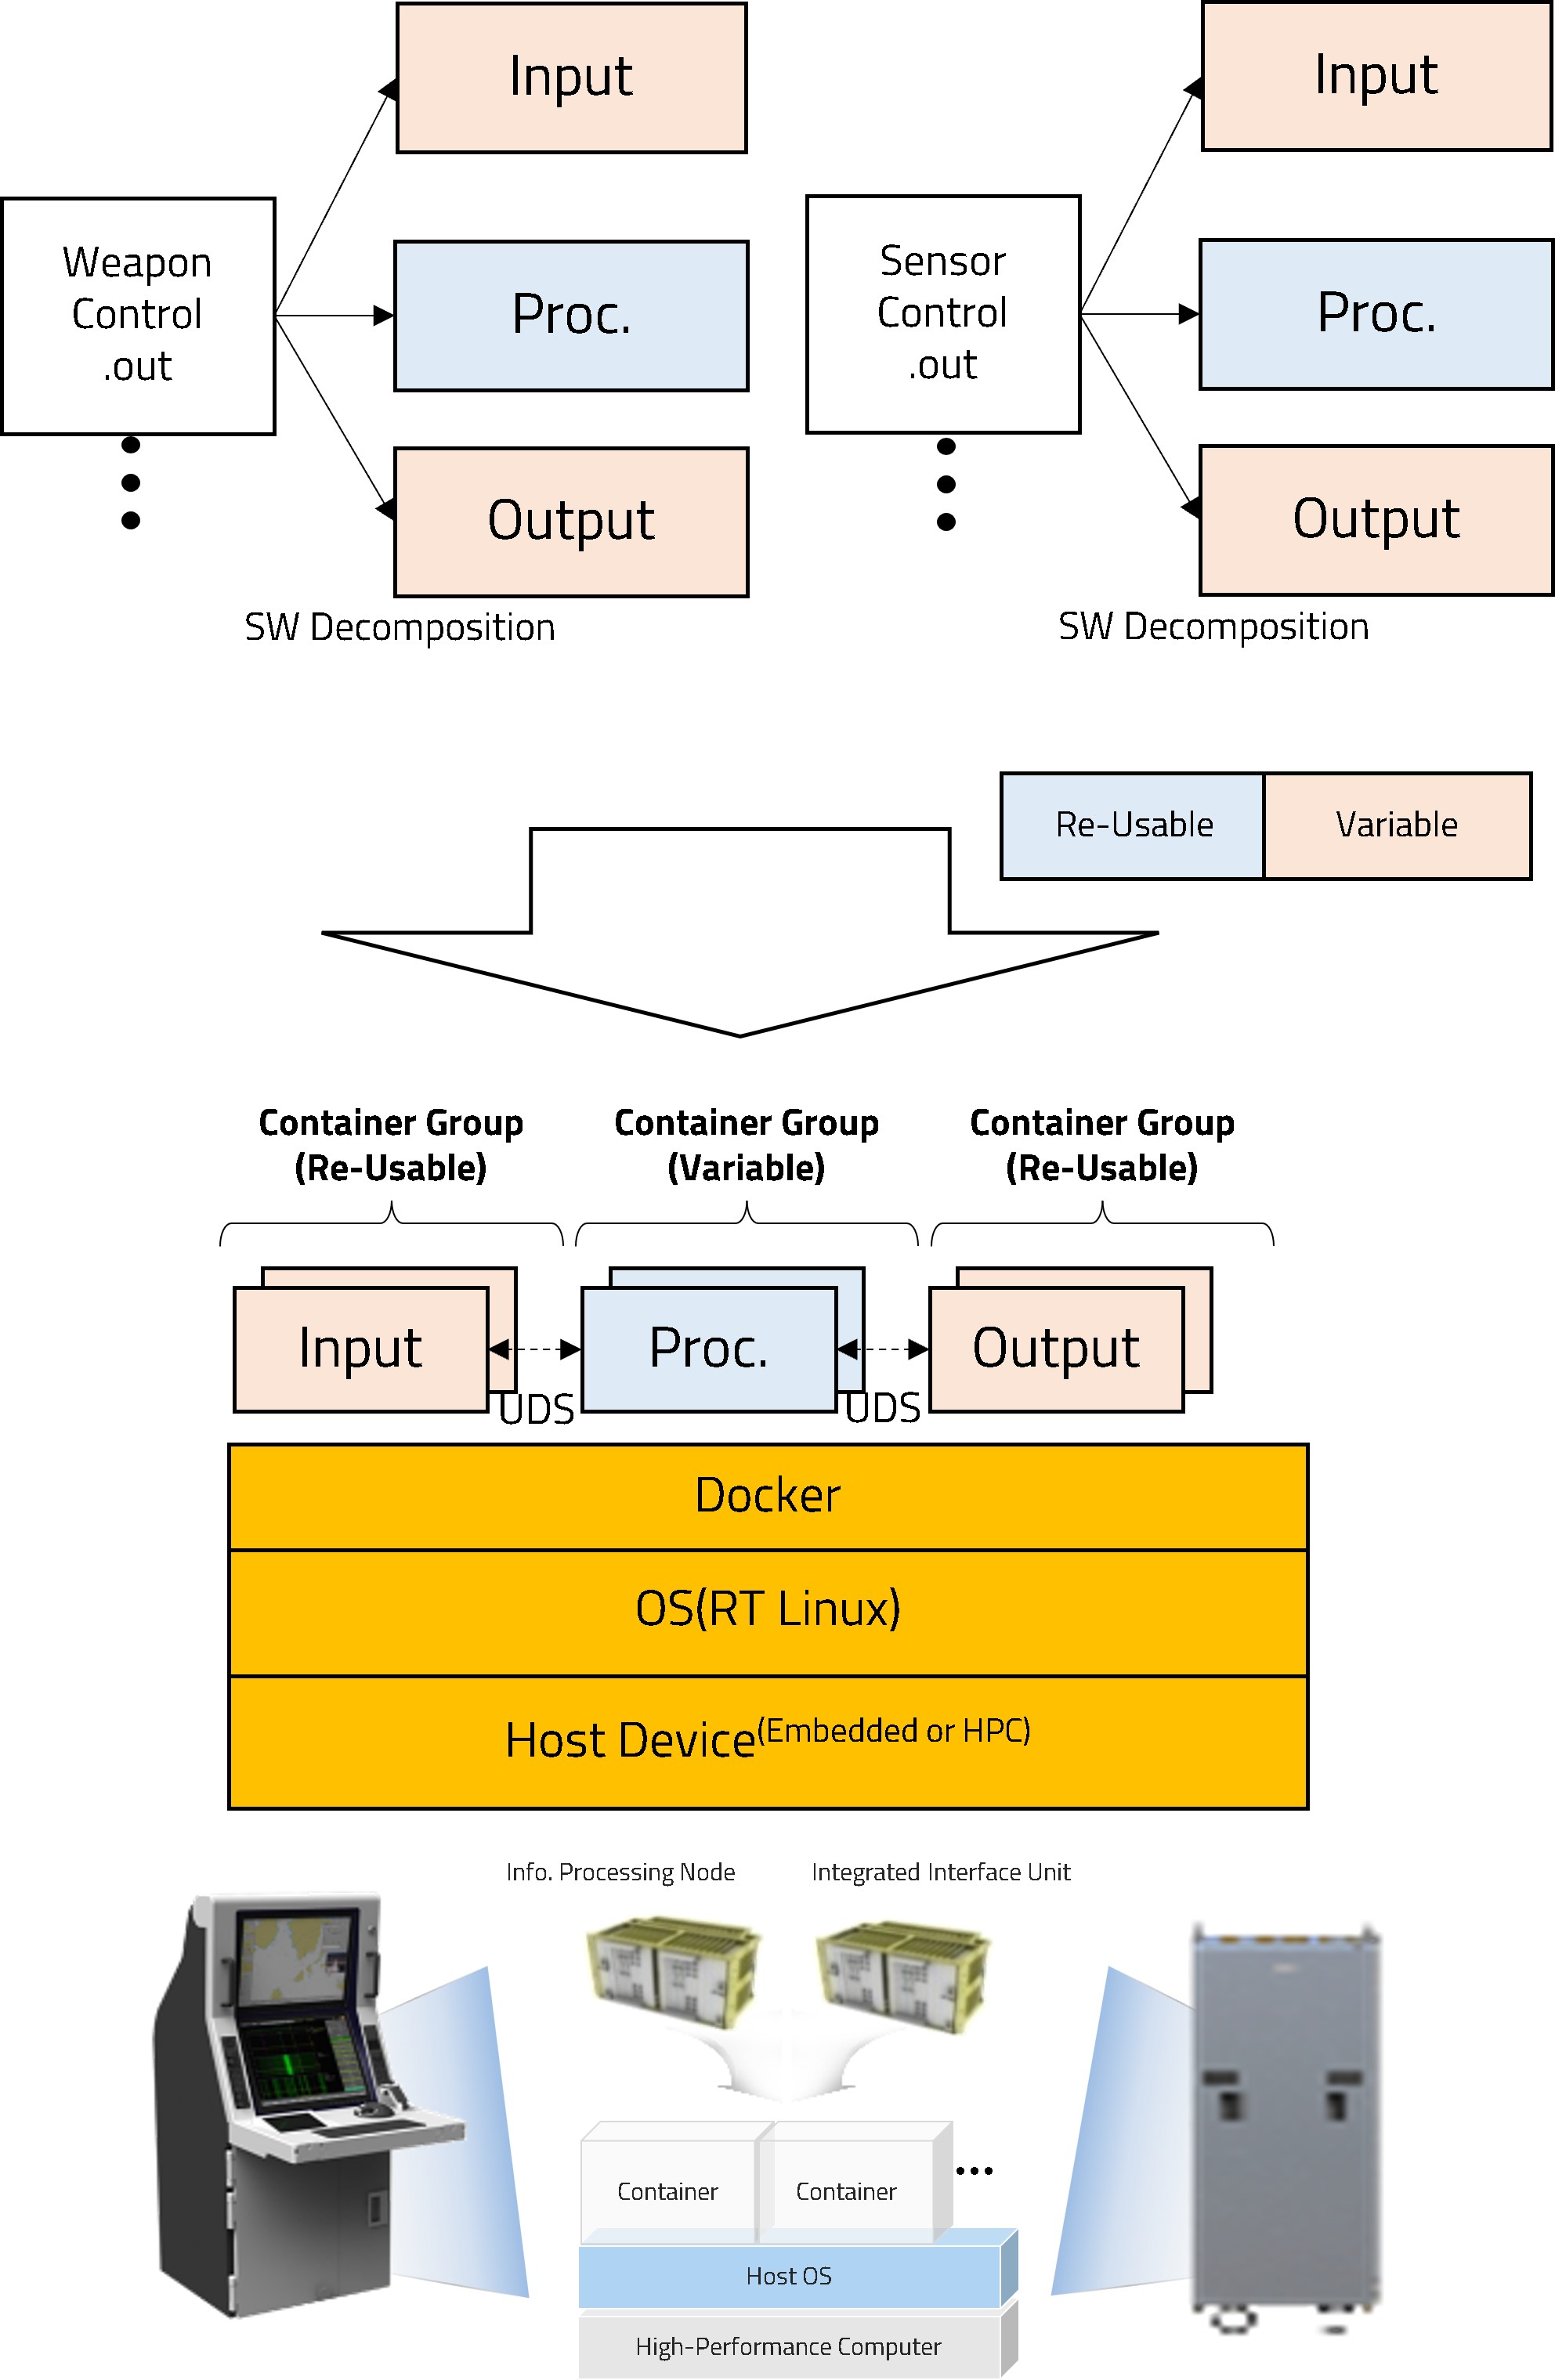 Input
Weapon
Control
.out
Proc.
Output
SW Decomposition
Input
Sensor
Control
.out
Proc.
Output
SW Decomposition
Re-Usable
Variable
Container Group
(Re-Usable)
Container Group
(Variable)
Container Group
(Re-Usable)
Input
UDS
Proc.
UDS
Output
Docker
OS(RT Linux)
Host Device(Embedded or HPC)
Info. Processing Node
Integrated Interface Unit
Container
Container
...
Host OS
High-Performance Computer